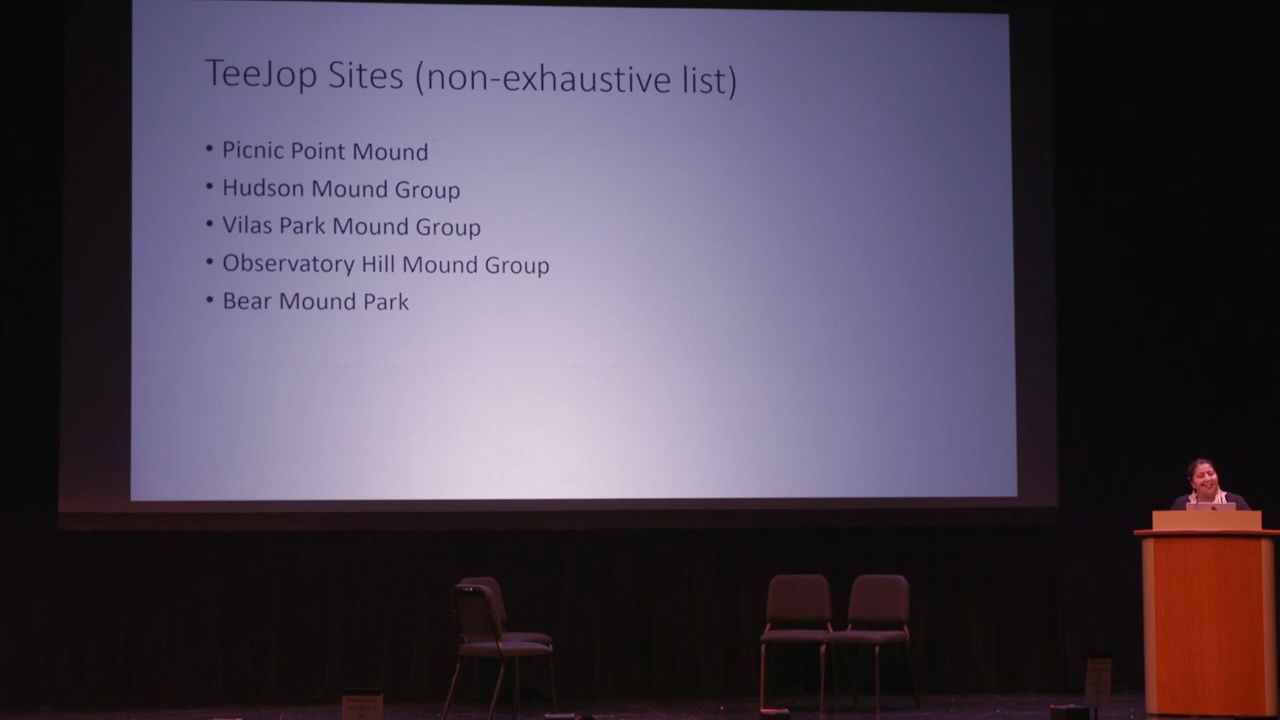 TeeJop Sites (non-exhaustive list)
• Picnic Point Mound
• Hudson Mound Group
• Vilas Park Mound Group
• Observatory Hill Mound Group
• Bear Mound Park